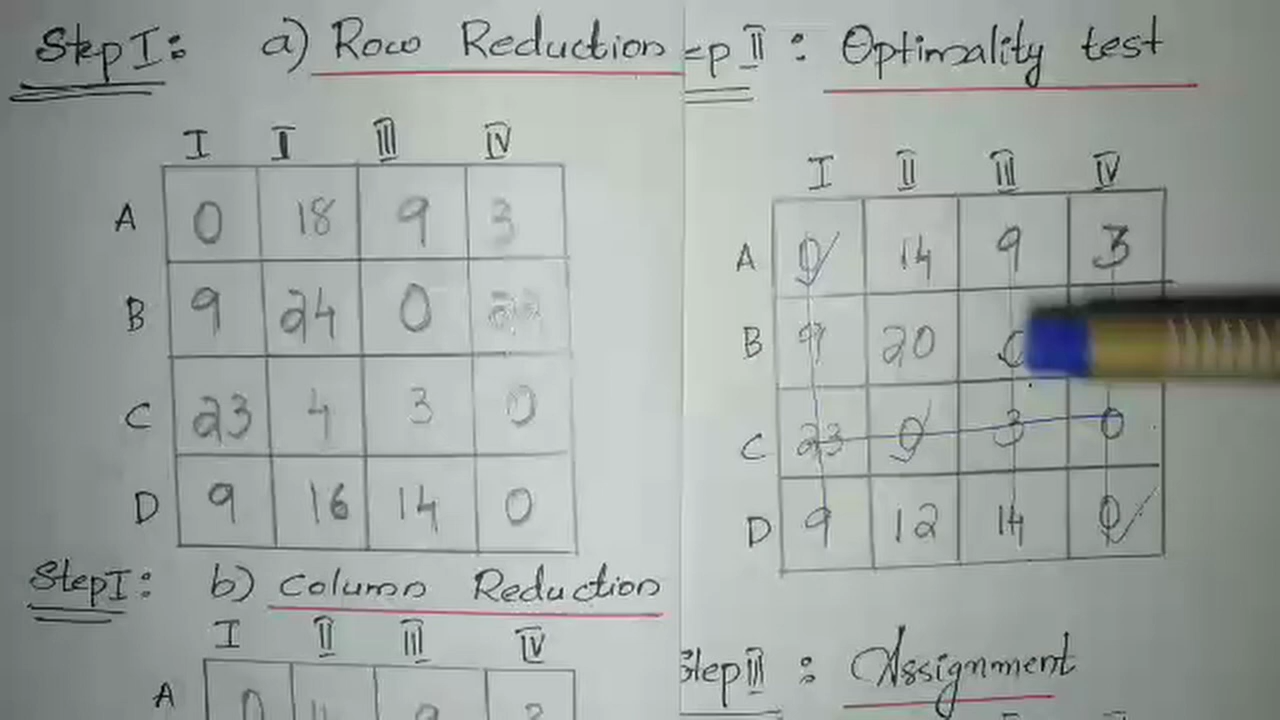 Step I: a) Row Reduction
I II III IV
A 0 18 9 3
B 9 24 0
C 23 4 3 0
D 9 16 14 0
Step I: b) Column Reduction
I II III IV
A
ep II : Optimality test
I II III IV
A 0 14 9 3
B 9 20 0
C 23 0 3 0
D 9 12 14 0
Step III : Assignment